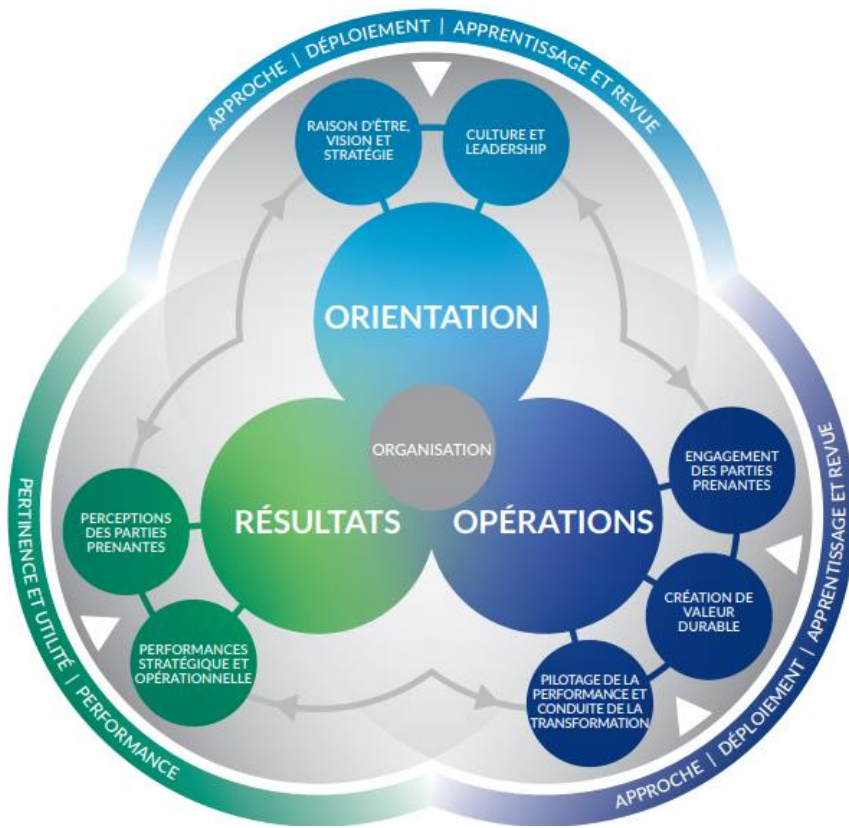 APPROCHE | DÉPLOIEMENT | APPRENTISSAGE ET REVUE
RAISON D'ÊTRE,
VISION ET
STRATÉGIE
CULTURE ET
LEADERSHIP
ORIENTATION
ORGANISATION
RÉSULTATS
OPÉRATIONS
PERCEPTIONS
DES PARTIES
PRENANTES
PERFORMANCES
STRATÉGIQUE ET
OPÉRATIONNELLE
ENGAGEMENT
DES PARTIES
PRENANTES
CRÉATION DE
VALEUR
DURABLE
PILOTAGE DE LA
PERFORMANCE ET
CONDUITE DE LA
TRANSFORMATION
PERTINENCE ET UTILITÉ | PERFORMANCE
APPROCHE | DÉPLOIEMENT | APPRENTISSAGE ET REVUE